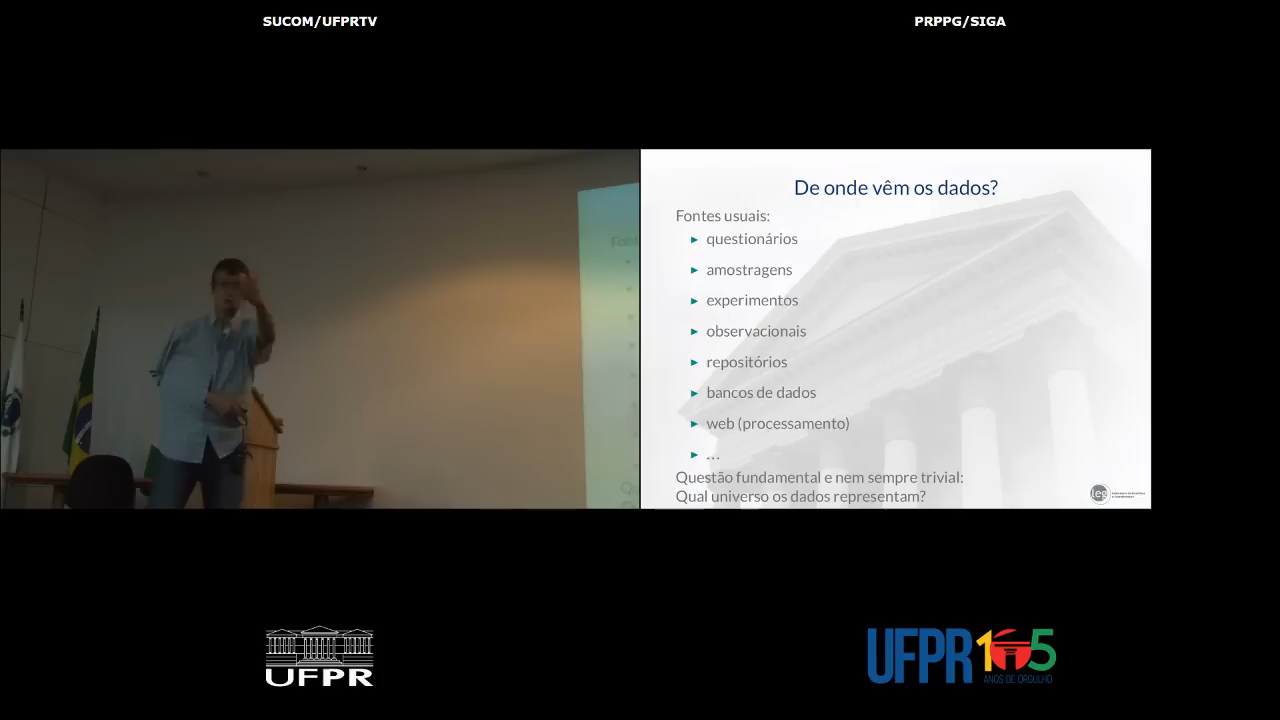 SUCOM/UFPRTV
PRPPG/SIGA
De onde vêm os dados?
Fontes usuais:
► questionários
► amostragens
► experimentos
► observacionais
► repositórios
► bancos de dados
► web (processamento)
► ...
Questão fundamental e nem sempre trivial:
Qual universo os dados representam?
leg
UFPR
UFPR 105
ANOS DE ORGULHO